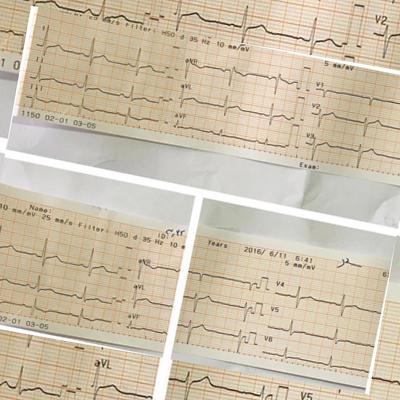 25 mm/s Filter: H50 d 35 Hz 10 mm/mV
V2
5 mm/mV
I
II
III
aVR
aVL
aVF
V1
V2
V3
1150 02-01 03-05
Exam:
Name:
ID:
10 mm/mV 25 mm/s Filter: H50 d 35 Hz 10
aVR
aVL
aVF
02-01 03-05
Years 2016/ 6/11 6:41
5 mm/mV
V4
V5
V6
aVL
V5